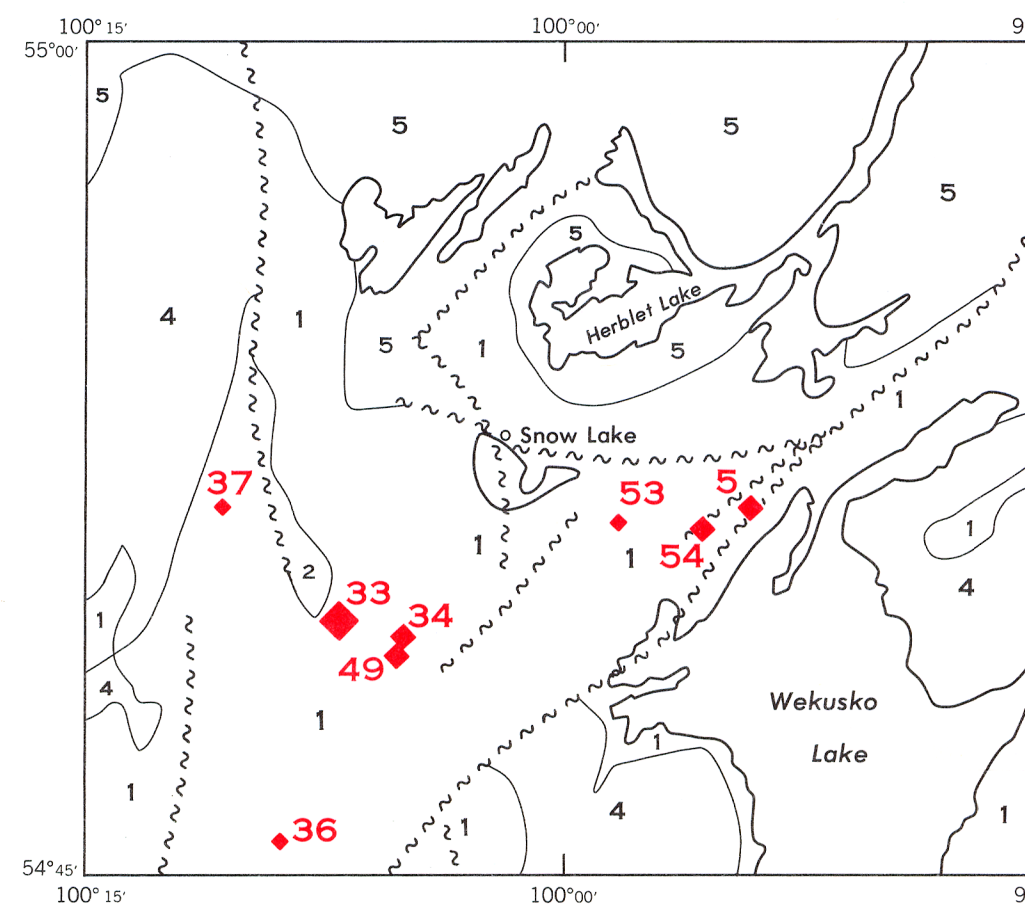 100° 15′ 100° 00′ 9
55° 00′
5
5 5
5
5
4 1
Herblet Lake
5 1 5
1
Snow Lake
37 53 5
1 54 1 1
2 4
33
1 34
49
4
Wekusko
1
1 Lake
1 4 1
36 1
54° 45′
100° 15′ 100° 00′ 9